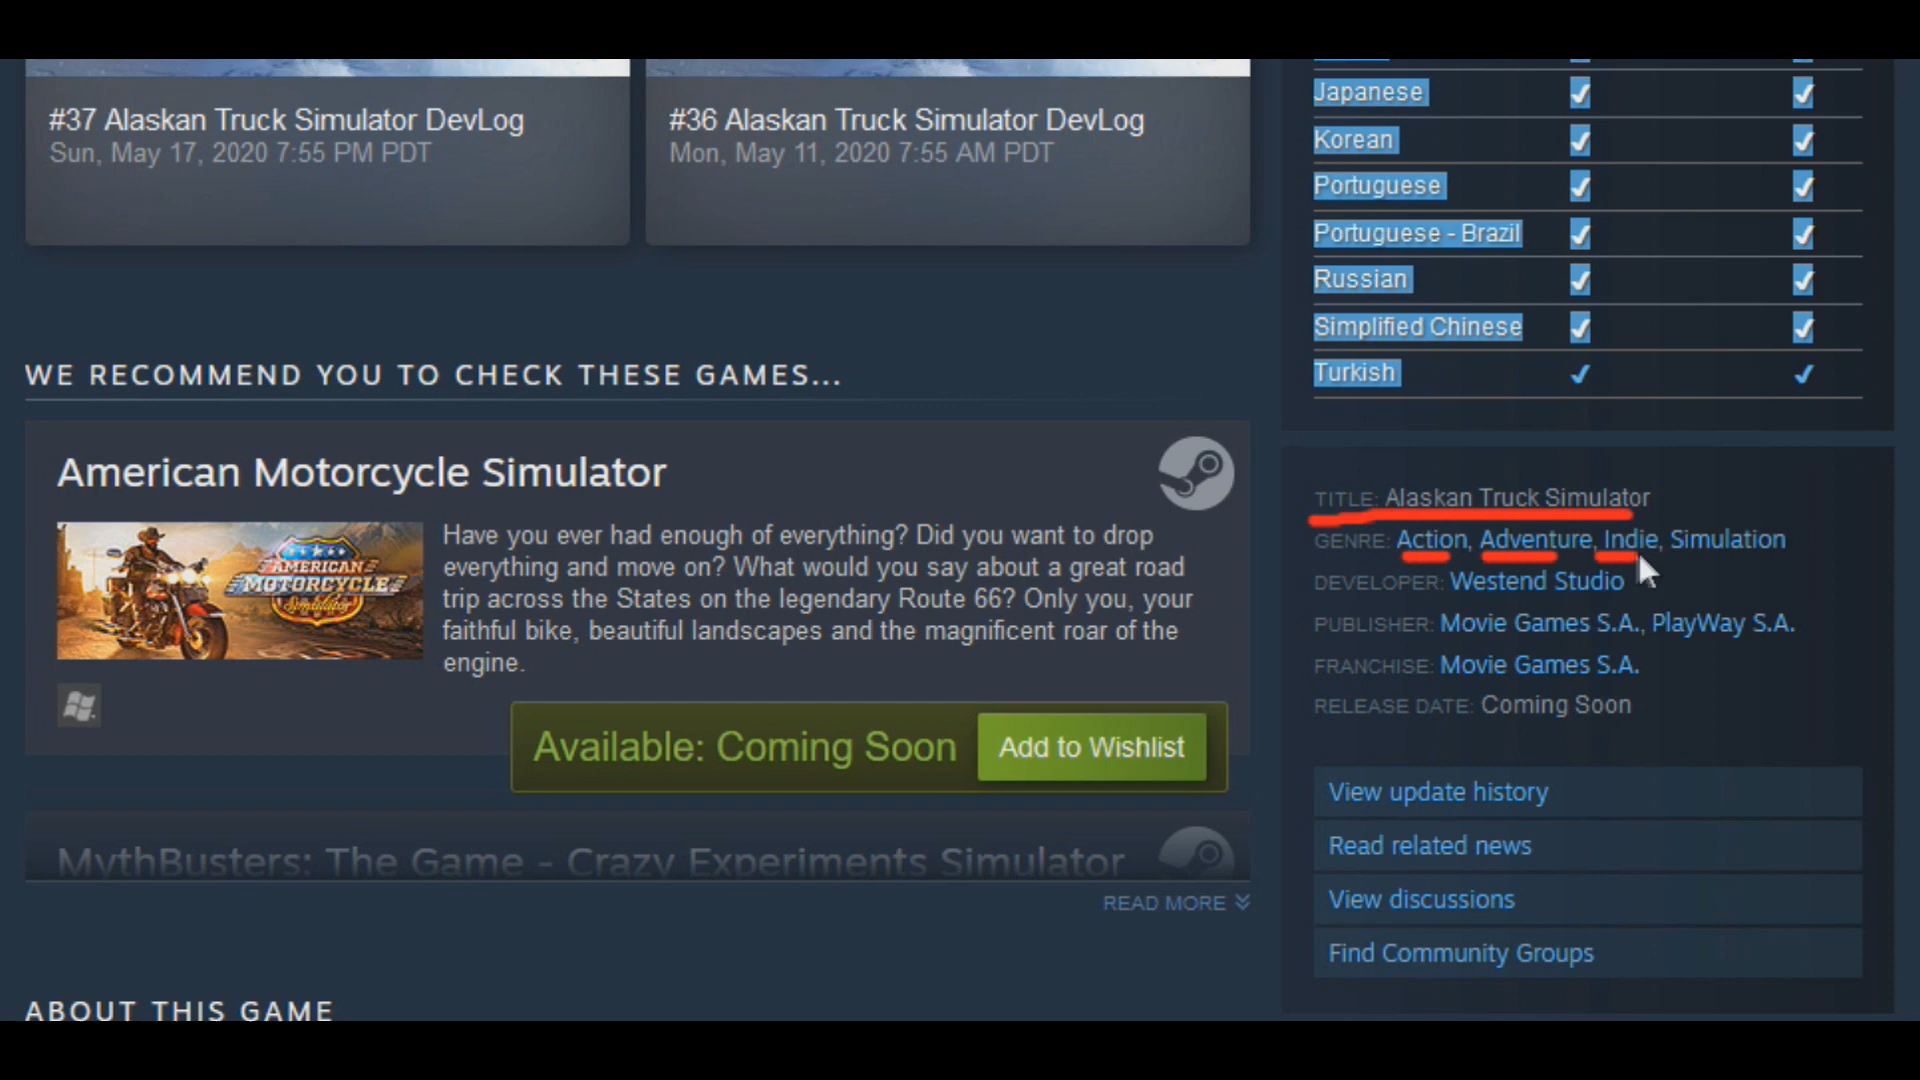 #37 Alaskan Truck Simulator DevLog
Sun, May 17, 2020 7:55 PM PDT
#36 Alaskan Truck Simulator DevLog
Mon, May 11, 2020 7:55 AM PDT
WE RECOMMEND YOU TO CHECK THESE GAMES...
American Motorcycle Simulator
AMERICAN
MOTORCYCLE
Simulator
Have you ever had enough of everything? Did you want to drop
everything and move on? What would you say about a great road
trip across the States on the legendary Route 66? Only you, your
faithful bike, beautiful landscapes and the magnificent roar of the
engine.
Available: Coming Soon
Add to Wishlist
MythBusters: The Game - Crazy Experiments Simulator
READ MORE
ABOUT THIS GAME
Japanese
Korean
Portuguese
Portuguese - Brazil
Russian
Simplified Chinese
Turkish
TITLE: Alaskan Truck Simulator
GENRE: Action, Adventure, Indie, Simulation
DEVELOPER: Westend Studio
PUBLISHER: Movie Games S.A., PlayWay S.A.
FRANCHISE: Movie Games S.A.
RELEASE DATE: Coming Soon
View update history
Read related news
View discussions
Find Community Groups